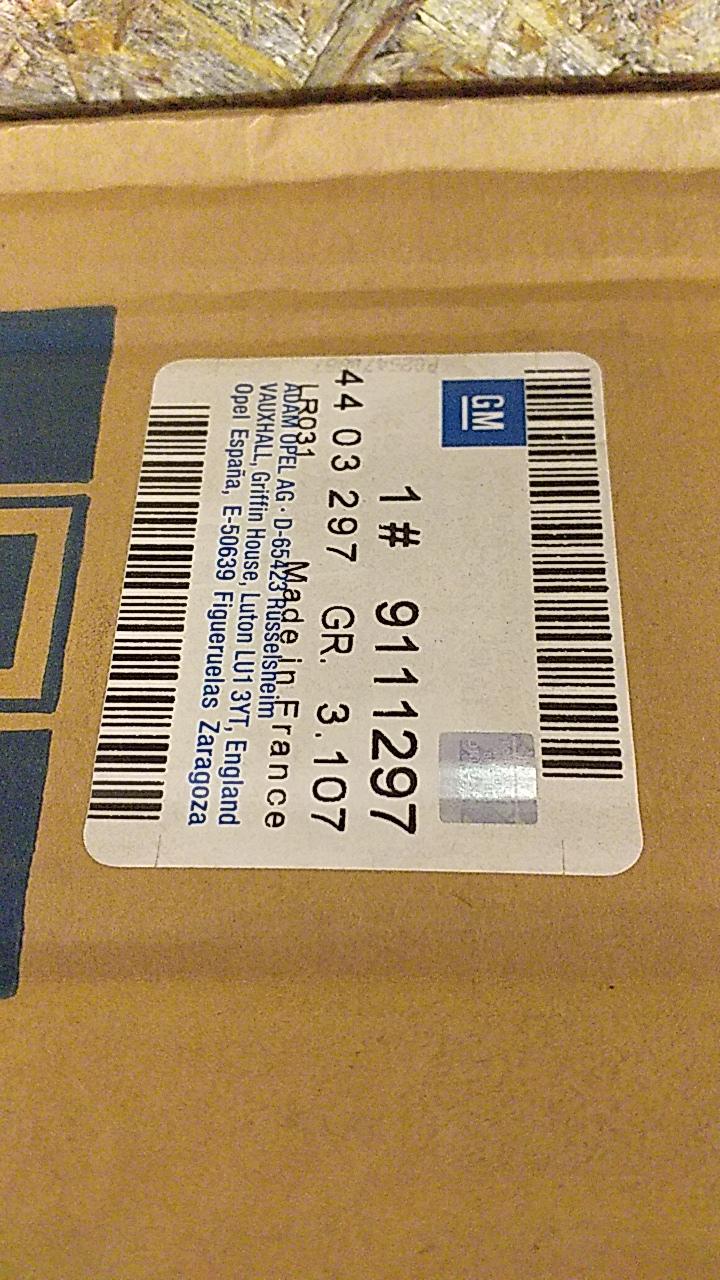 GM
1# 9111297
44 03 297 GR. 3.107
LR031 Made in France
ADAM OPEL AG · D-65423 Rüsselsheim
VAUXHALL, Griffin House, Luton LU1 3YT, England
Opel España, E-50639 Figueruelas Zaragoza